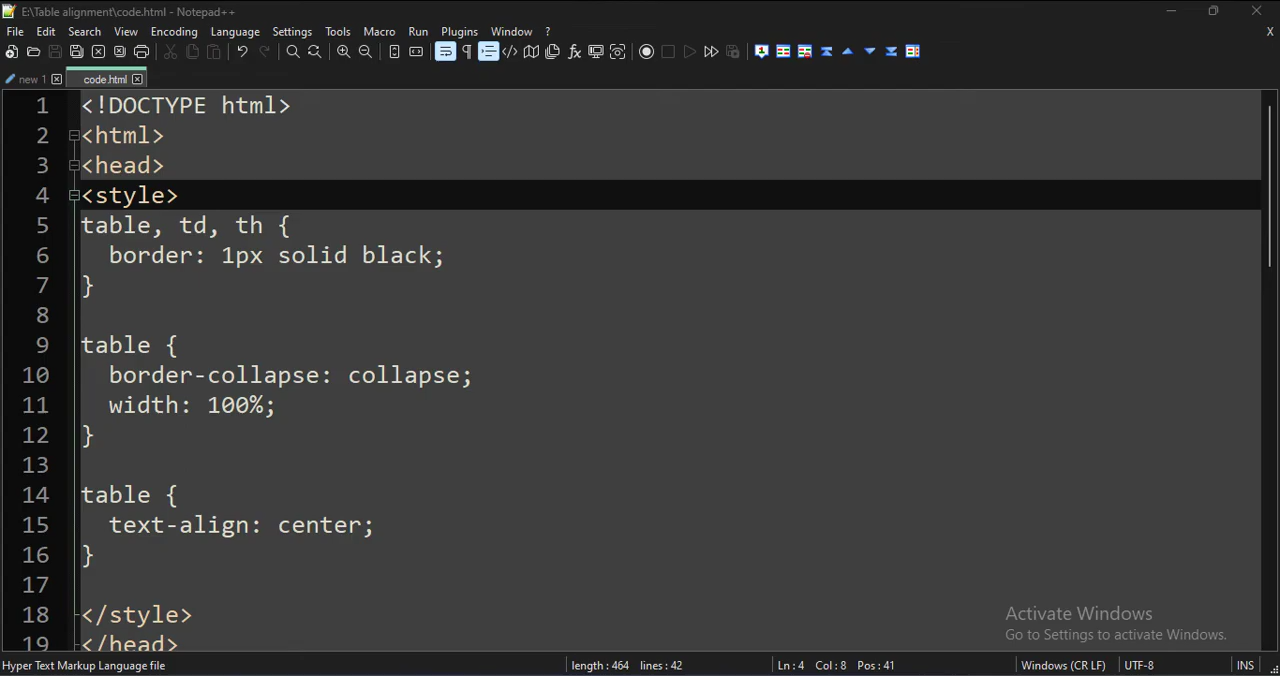 E:\Table alignment\code.html - Notepad++
File Edit Search View Encoding Language Settings Tools Macro Run Plugins Window ? X
new 1 code.html
1 <!DOCTYPE html>
2 <html>
3 <head>
4 <style>
5 table, td, th {
6   border: 1px solid black;
7 }
8
9 table {
10   border-collapse: collapse;
11   width: 100%;
12 }
13
14 table {
15   text-align: center;
16 }
17
18 </style>
19 </head>
Activate Windows
Go to Settings to activate Windows.
Hyper Text Markup Language file length : 464 lines : 42 Ln : 4 Col : 8 Pos : 41 Windows (CR LF) UTF-8 INS